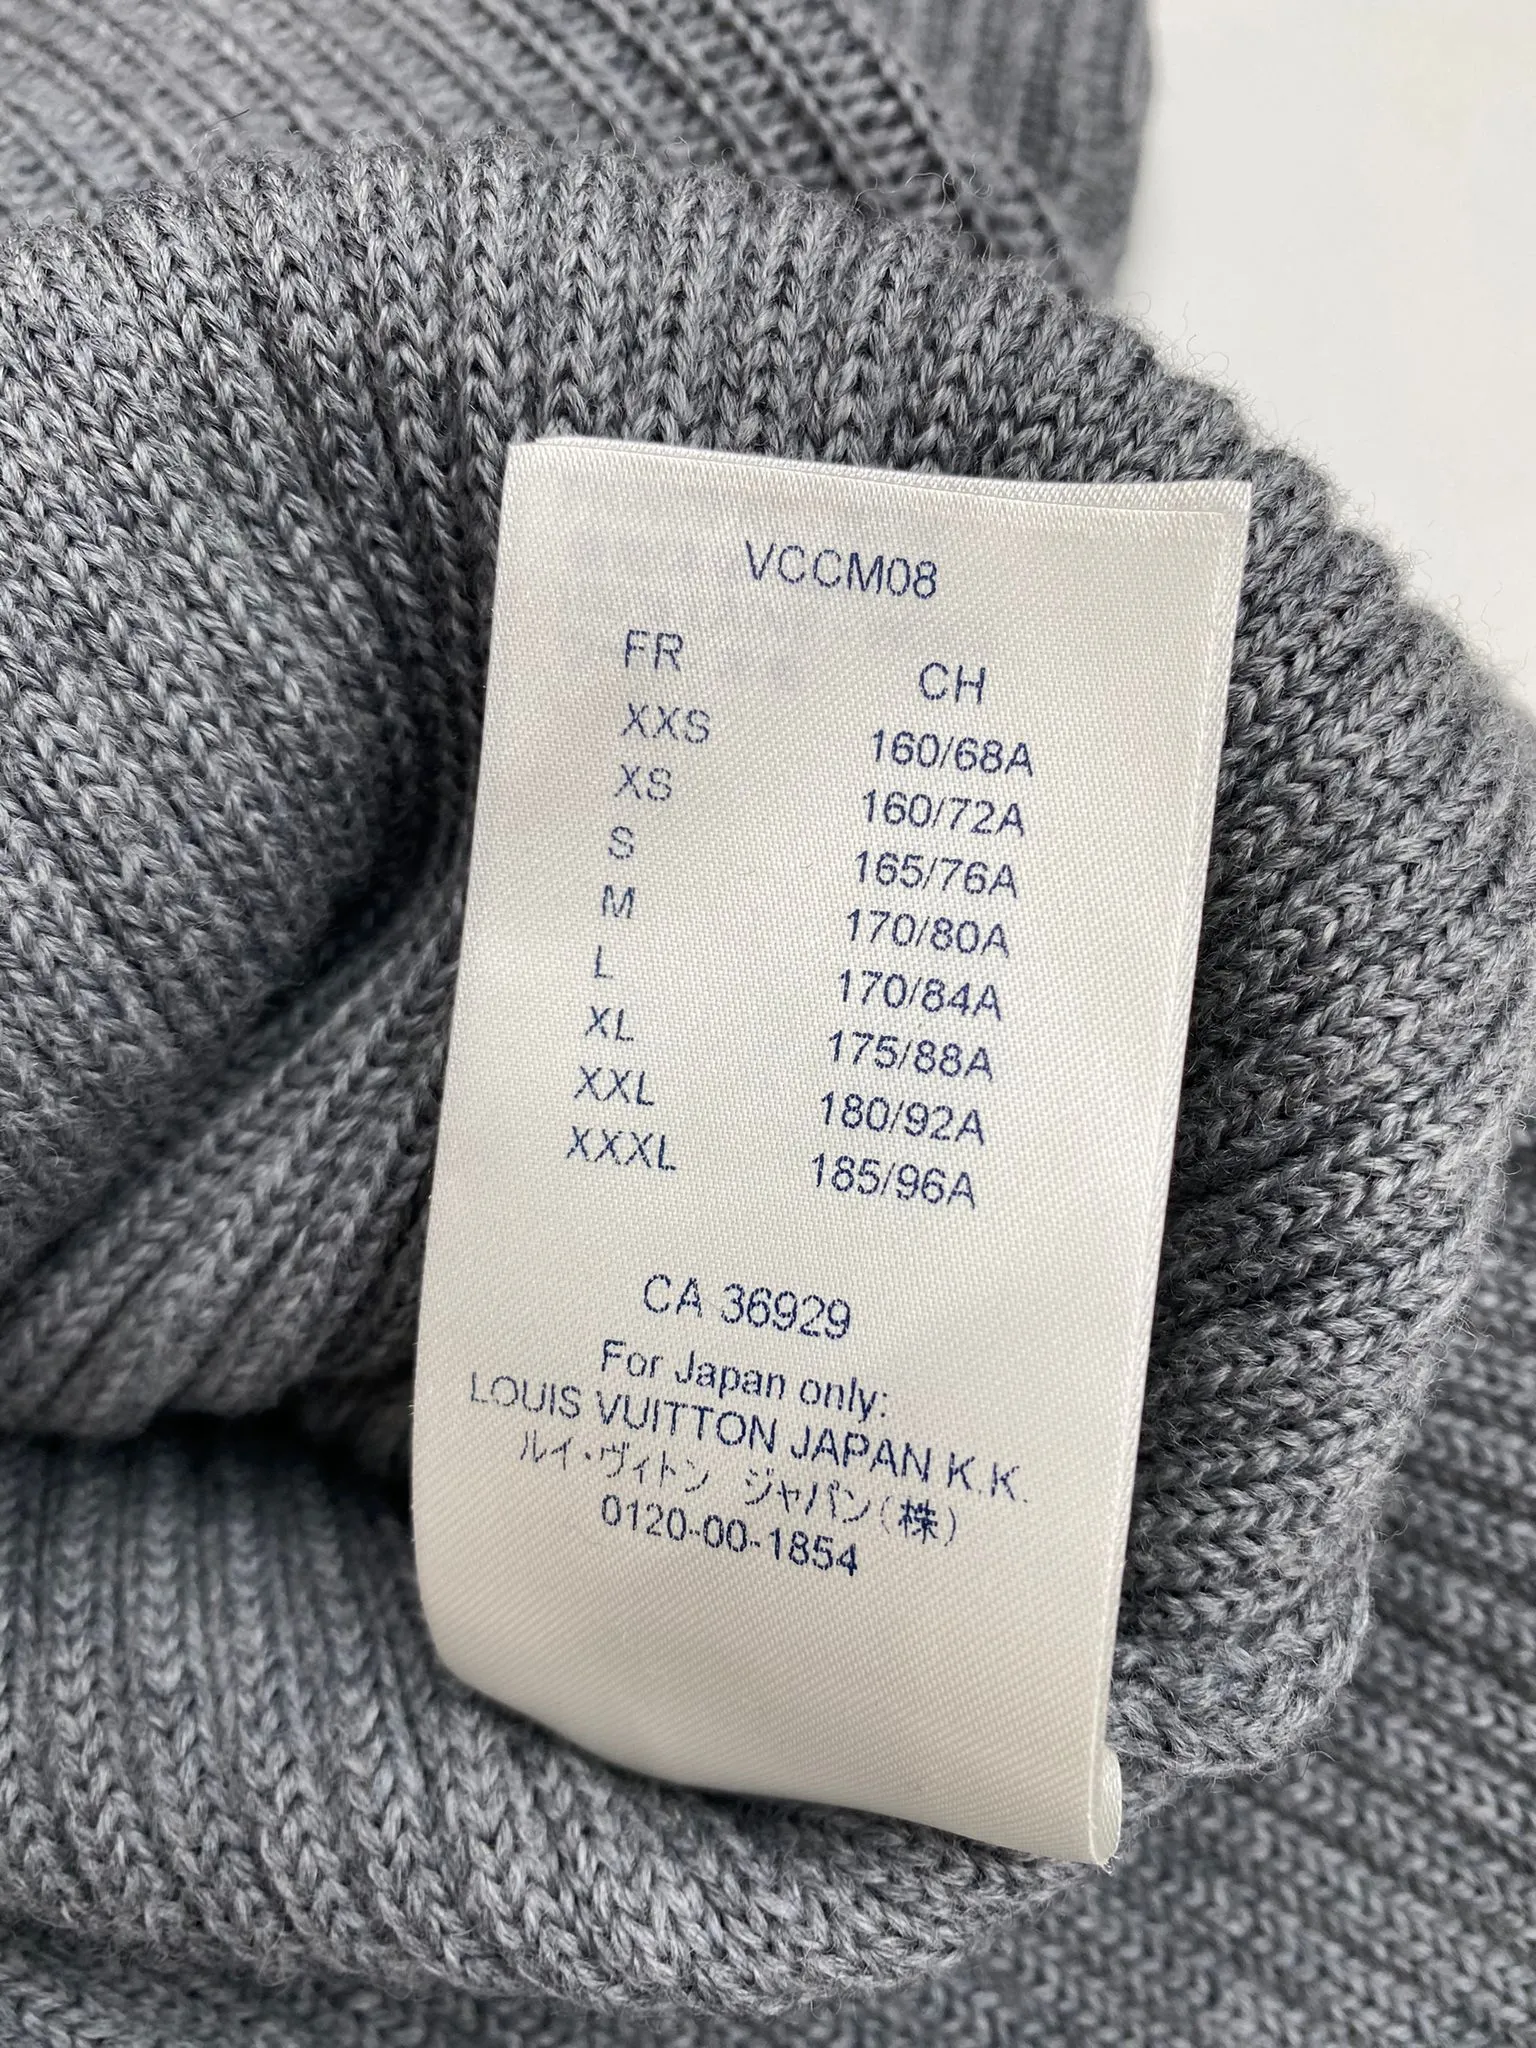 VCCM08
FR CH
XXS 160/68A
XS 160/72A
S 165/76A
M 170/80A
L 170/84A
XL 175/88A
XXL 180/92A
XXXL 185/96A
CA 36929
For Japan only:
LOUIS VUITTON JAPAN K.K.
ルイ・ヴィトン ジャパン(株)
0120-00-1854